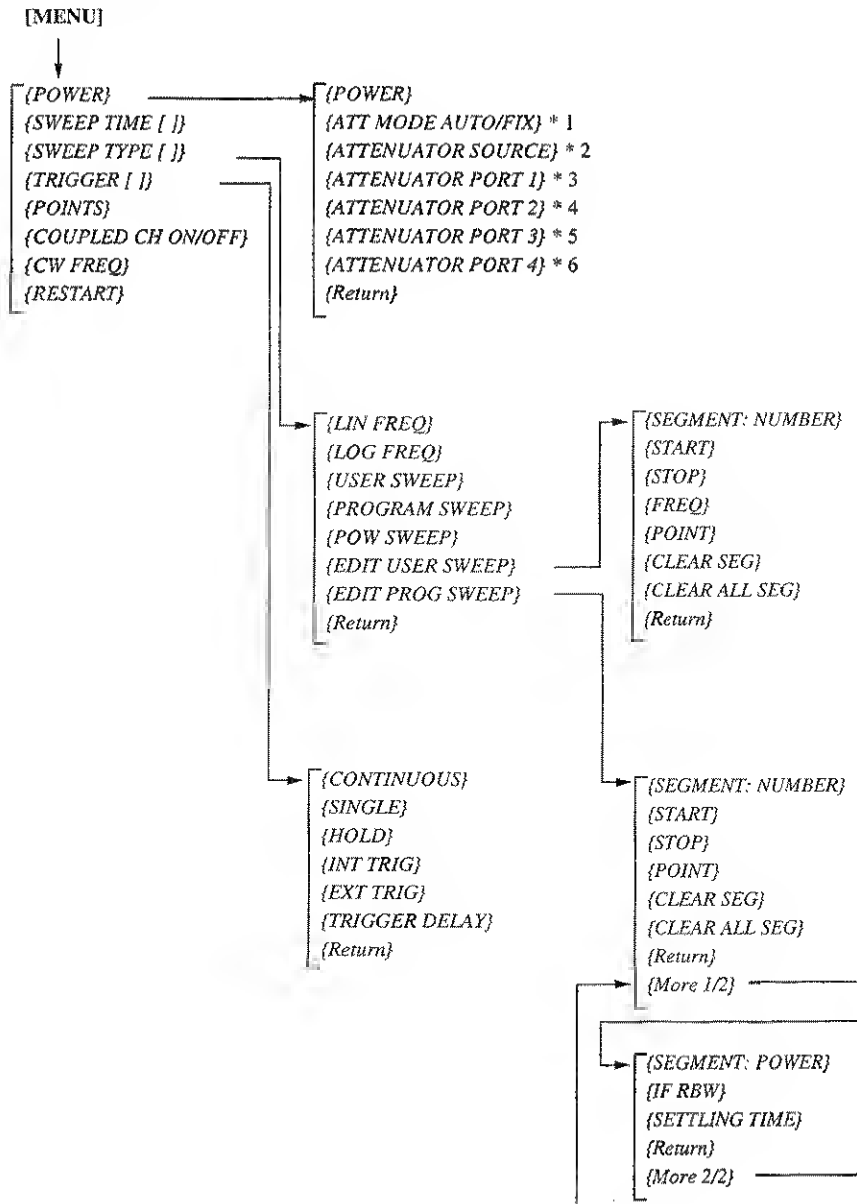 [MENU]
{POWER}
{SWEEP TIME [ ]}
{SWEEP TYPE [ ]}
{TRIGGER [ ]}
{POINTS}
{COUPLED CH ON/OFF}
{CW FREQ}
{RESTART}
{POWER}
{ATT MODE AUTO/FIX} * 1
{ATTENUATOR SOURCE} * 2
{ATTENUATOR PORT 1} * 3
{ATTENUATOR PORT 2} * 4
{ATTENUATOR PORT 3} * 5
{ATTENUATOR PORT 4} * 6
{Return}
{LIN FREQ}
{LOG FREQ}
{USER SWEEP}
{PROGRAM SWEEP}
{POW SWEEP}
{EDIT USER SWEEP}
{EDIT PROG SWEEP}
{Return}
{SEGMENT: NUMBER}
{START}
{STOP}
{FREQ}
{POINT}
{CLEAR SEG}
{CLEAR ALL SEG}
{Return}
{CONTINUOUS}
{SINGLE}
{HOLD}
{INT TRIG}
{EXT TRIG}
{TRIGGER DELAY}
{Return}
{SEGMENT: NUMBER}
{START}
{STOP}
{POINT}
{CLEAR SEG}
{CLEAR ALL SEG}
{Return}
{More 1/2}
{SEGMENT: POWER}
{IF RBW}
{SETTLING TIME}
{Return}
{More 2/2}